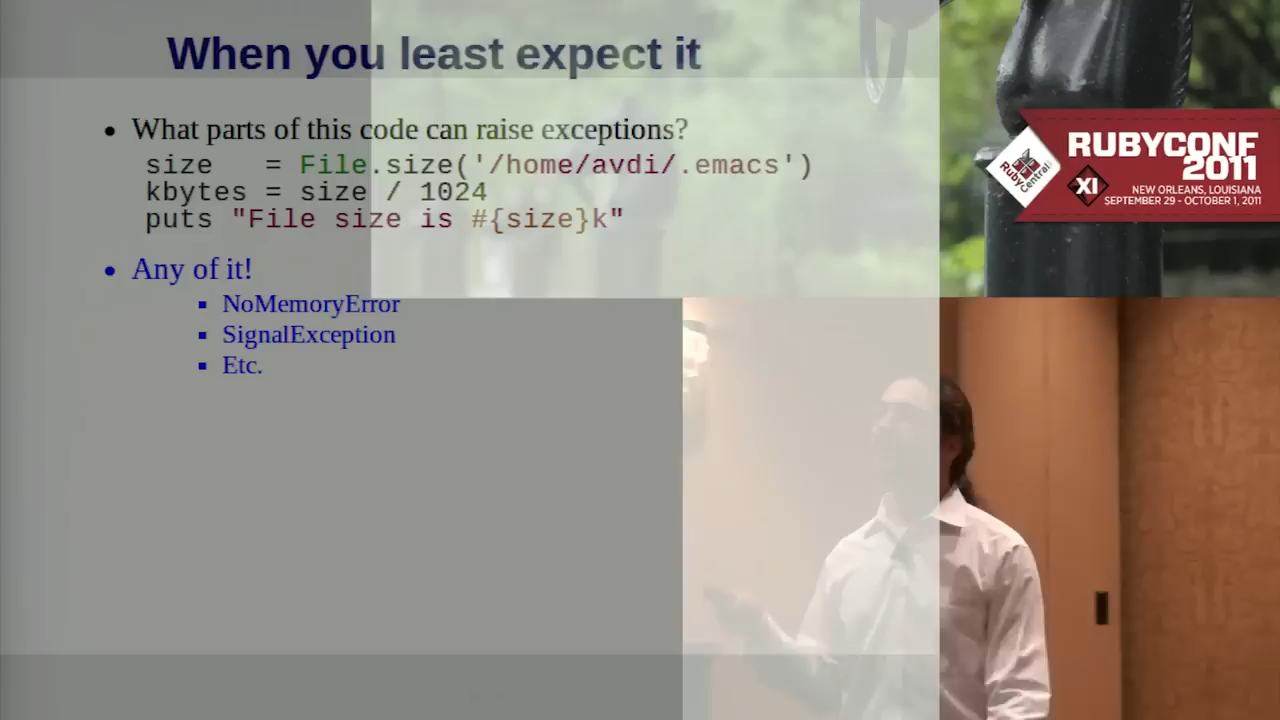 When you least expect it
• What parts of this code can raise exceptions?
size   = File.size('/home/avdi/.emacs')
kbytes = size / 1024
puts "File size is #{size}k"
• Any of it!
▪ NoMemoryError
▪ SignalException
▪ Etc.
RUBYCONF
2011
RubyCentral
XI
NEW ORLEANS, LOUISIANA
SEPTEMBER 29 - OCTOBER 1, 2011